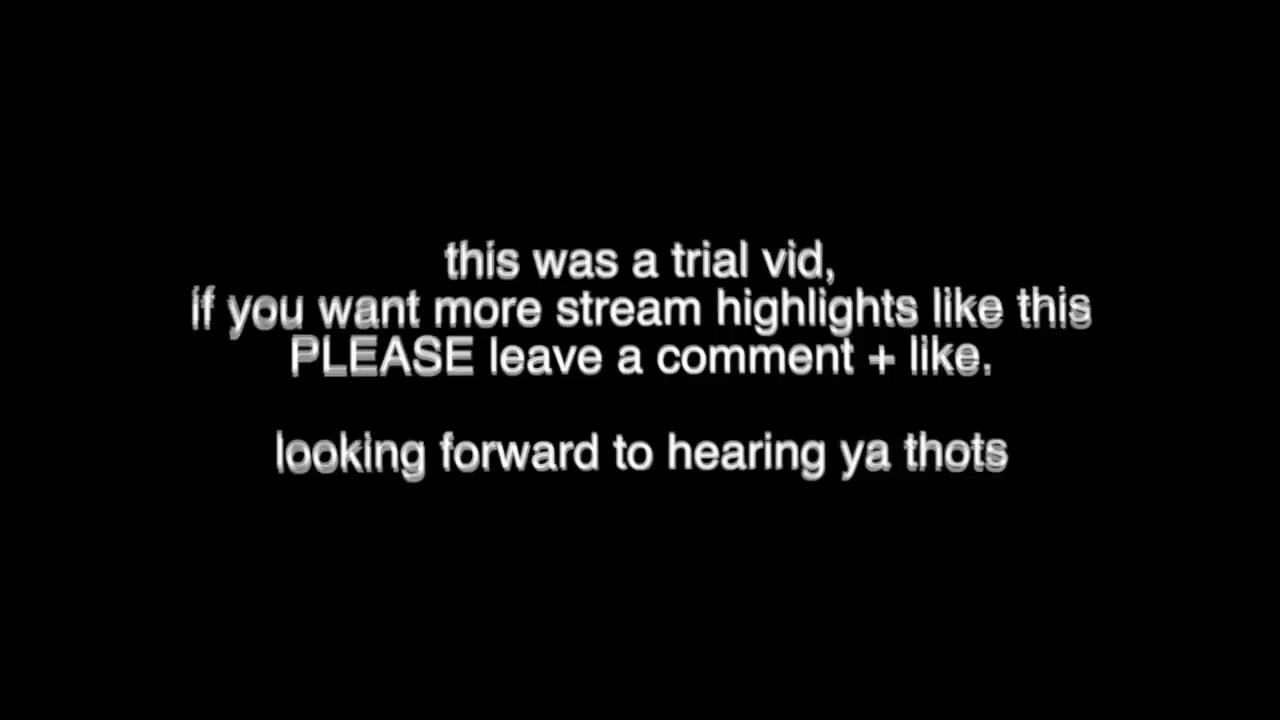 this was a trial vid,
if you want more stream highlights like this
PLEASE leave a comment + like.
looking forward to hearing ya thots